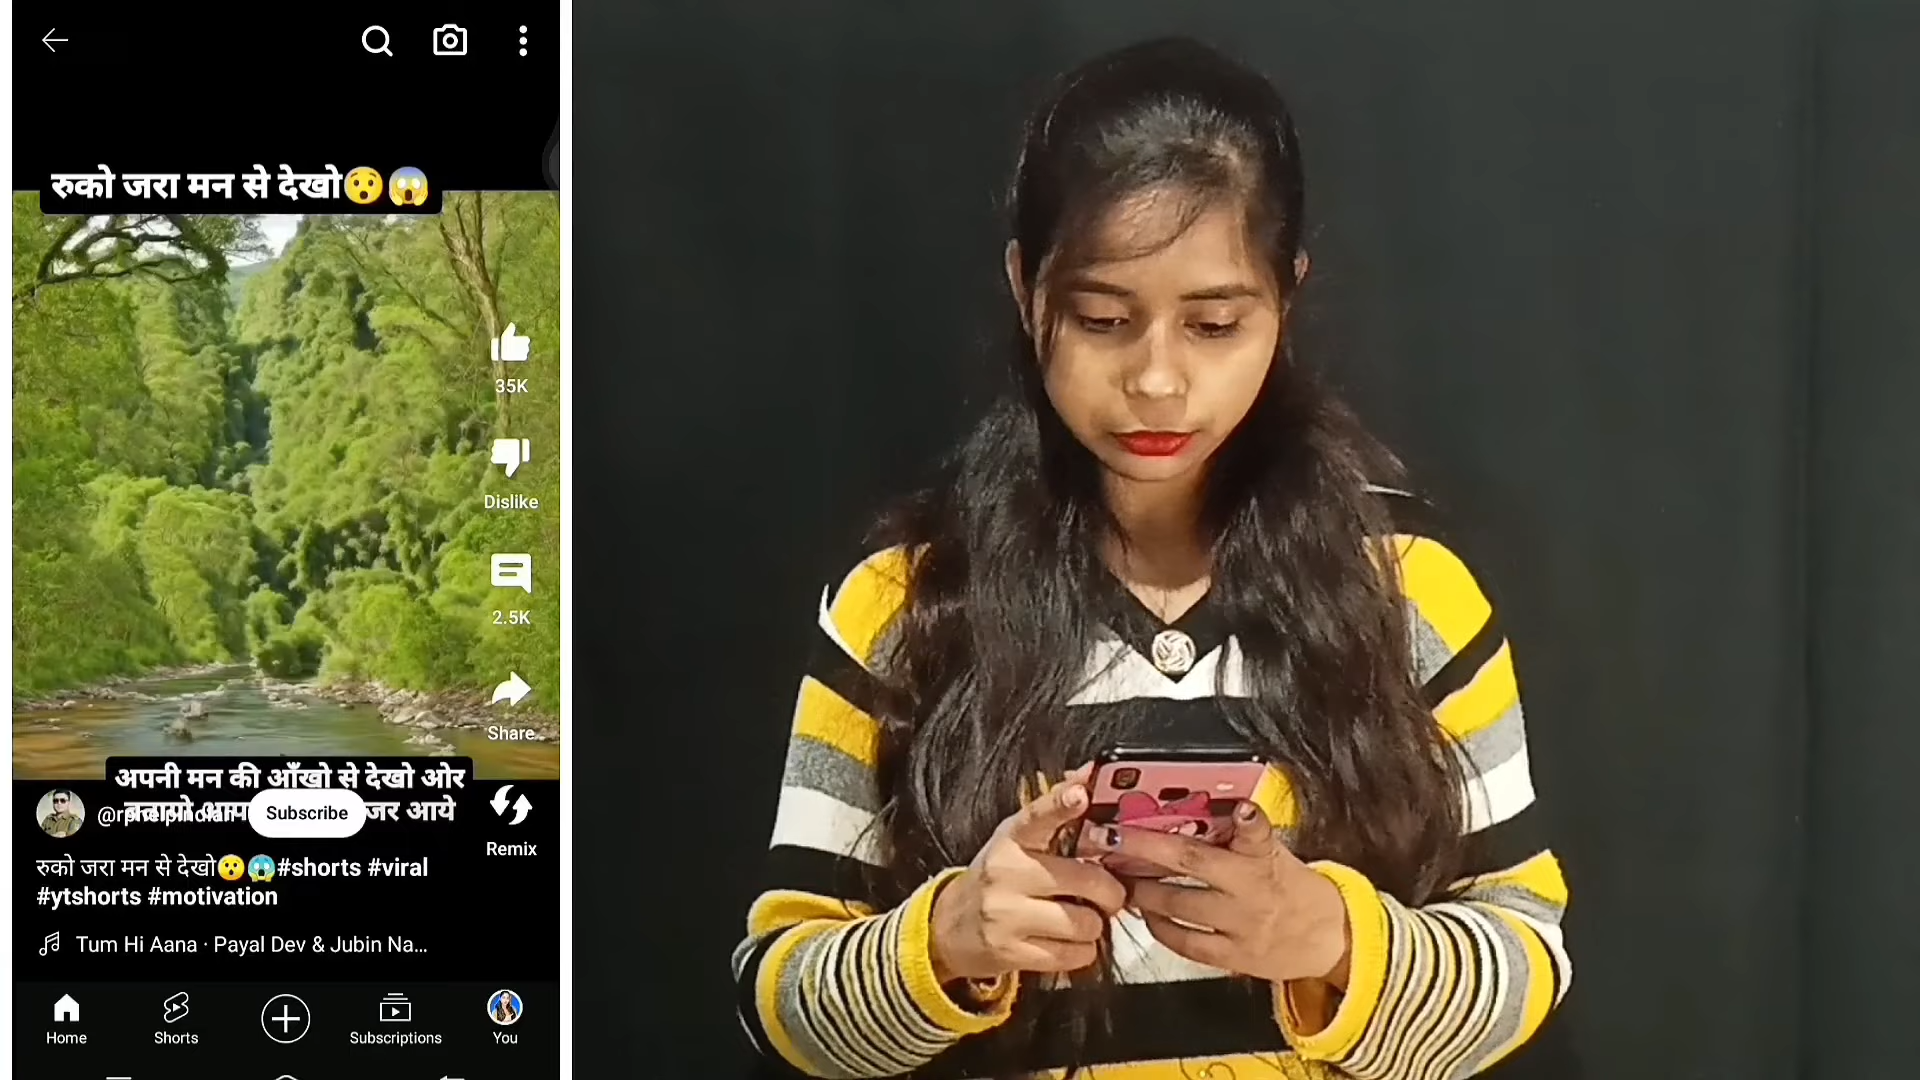 रुको जरा मन से देखो😯😱
35K
Dislike
अपनी मन की आँखो से देखो ओर
2.5K
Share
जर आये
Subscribe
Remix
रुको जरा मन से देखो😯😱#shorts #viral
#ytshorts #motivation
Tum Hi Aana · Payal Dev & Jubin Na...
Home
Shorts
Subscriptions
You